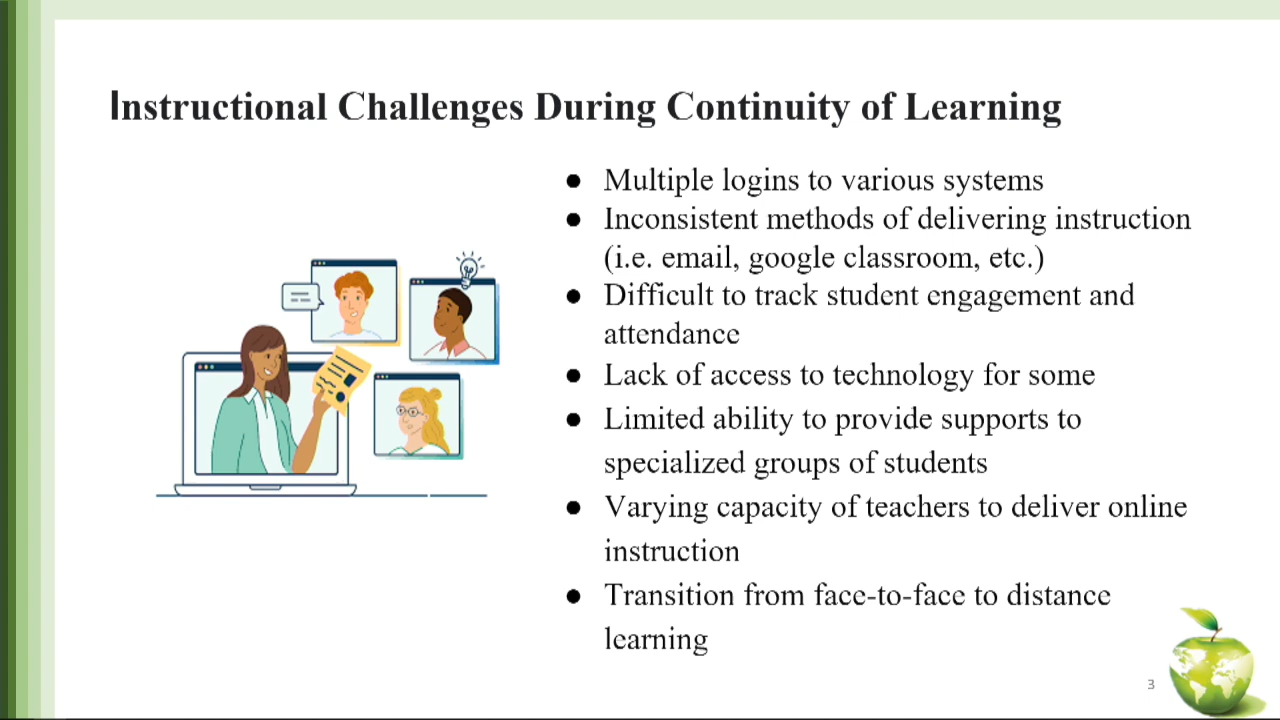 Instructional Challenges During Continuity of Learning
● Multiple logins to various systems
● Inconsistent methods of delivering instruction
(i.e. email, google classroom, etc.)
● Difficult to track student engagement and
attendance
● Lack of access to technology for some
● Limited ability to provide supports to
specialized groups of students
● Varying capacity of teachers to deliver online
instruction
● Transition from face-to-face to distance
learning
3